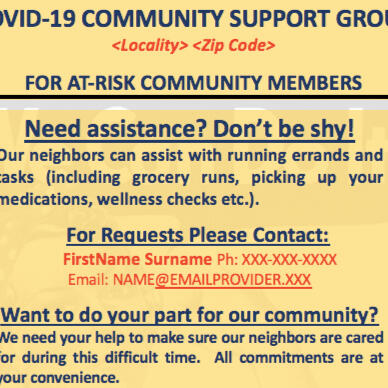 OVID-19 COMMUNITY SUPPORT GROU
<Locality> <Zip Code>
FOR AT-RISK COMMUNITY MEMBERS
Need assistance? Don't be shy!
Our neighbors can assist with running errands and
tasks (including grocery runs, picking up your
medications, wellness checks etc.).
For Requests Please Contact:
FirstName Surname Ph: XXX-XXX-XXXX
Email: NAME@EMAILPROVIDER.XXX
Want to do your part for our community?
We need your help to make sure our neighbors are cared
for during this difficult time. All commitments are at
your convenience.